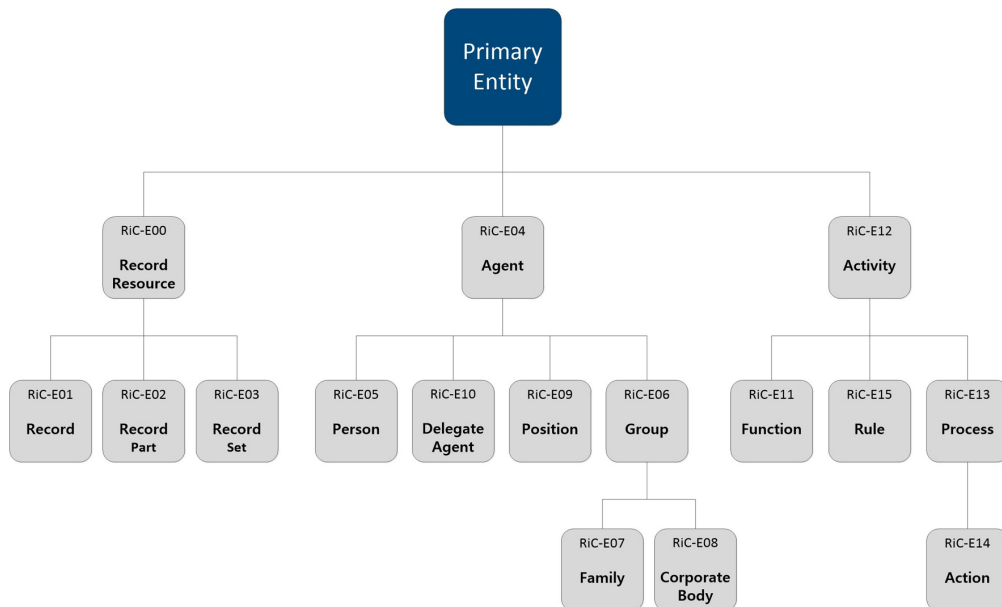 Primary
Entity
RiC-E00
Record
Resource
RiC-E04
Agent
RiC-E12
Activity
RiC-E01
Record
RiC-E02
Record
Part
RiC-E03
Record
Set
RiC-E05
Person
RiC-E10
Delegate
Agent
RiC-E09
Position
RiC-E06
Group
RiC-E11
Function
RiC-E15
Rule
RiC-E13
Process
RiC-E07
Family
RiC-E08
Corporate
Body
RiC-E14
Action